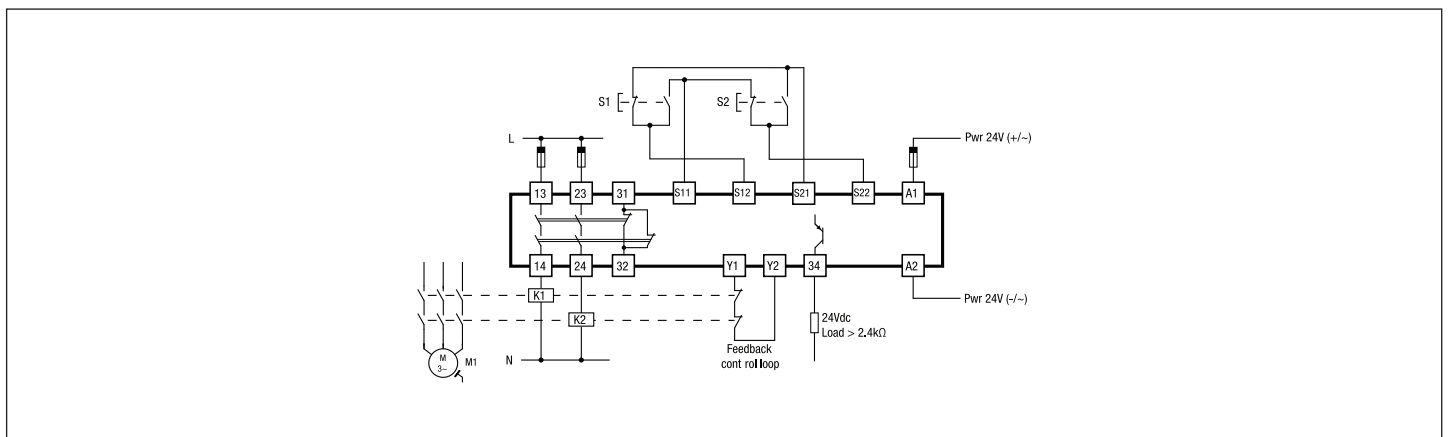 S1
S2
L
Pwr 24V (+/~)
13
23
31
S11
S12
S21
S22
A1
14
24
32
Y1
Y2
34
A2
K1
Pwr 24V (-/~)
K2
24Vdc
Load > 2.4kΩ
Feedback
cont rol loop
N
M
3~
M1